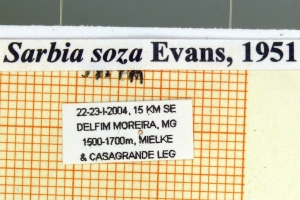 Sarbia soza Evans, 1951
22-23-I-2004, 15 KM SE
DELFIM MOREIRA, MG
1500-1700m, MIELKE
& CASAGRANDE LEG